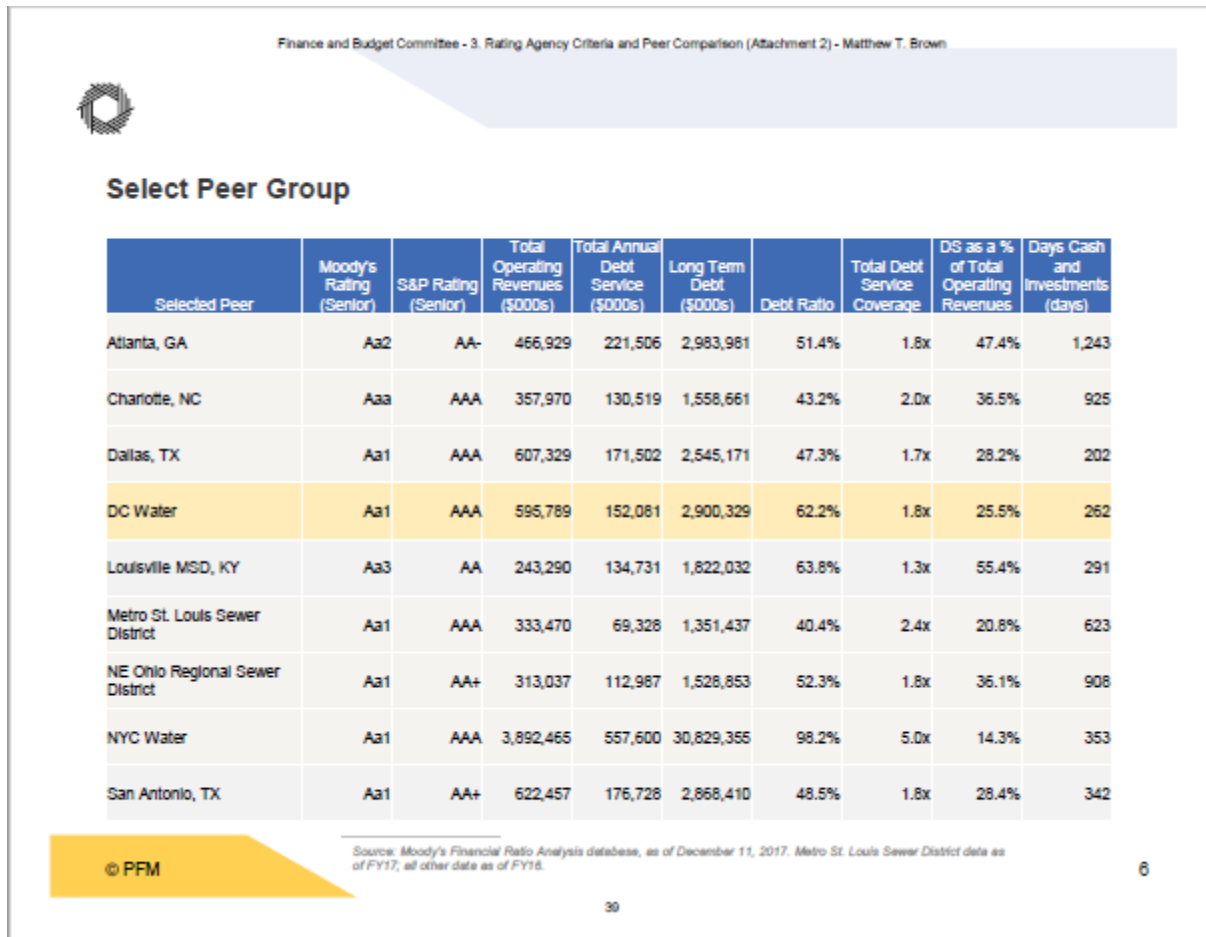 Finance and Budget Committee - 3. Rating Agency Criteria and Peer Comparison (Attachment 2) - Matthew T. Brown
Select Peer Group
Selected Peer Moody's Rating (Senior) S&P Rating (Senior) Total Operating Revenues ($000s) Total Annual Debt Service ($000s) Long Term Debt ($000s) Debt Ratio Total Debt Service Coverage DS as a % of Total Operating Revenues Days Cash and Investments (days)
Atlanta, GA Aa2 AA- 466,929 221,506 2,983,981 51.4% 1.8x 47.4% 1,243
Charlotte, NC Aaa AAA 357,970 130,519 1,558,661 43.2% 2.0x 36.5% 925
Dallas, TX Aa1 AAA 607,329 171,502 2,545,171 47.3% 1.7x 28.2% 202
DC Water Aa1 AAA 595,789 152,081 2,900,329 62.2% 1.8x 25.5% 262
Louisville MSD, KY Aa3 AA 243,290 134,731 1,822,032 63.8% 1.3x 55.4% 291
Metro St. Louis Sewer District Aa1 AAA 333,470 69,328 1,351,437 40.4% 2.4x 20.8% 623
NE Ohio Regional Sewer District Aa1 AA+ 313,037 112,987 1,528,853 52.3% 1.8x 36.1% 908
NYC Water Aa1 AAA 3,892,465 557,600 30,829,355 98.2% 5.0x 14.3% 353
San Antonio, TX Aa1 AA+ 622,457 176,728 2,868,410 48.5% 1.8x 28.4% 342
Source: Moody's Financial Ratio Analysis database, as of December 11, 2017. Metro St. Louis Sewer District data as
of FY17; all other data as of FY16.
© PFM
6
39